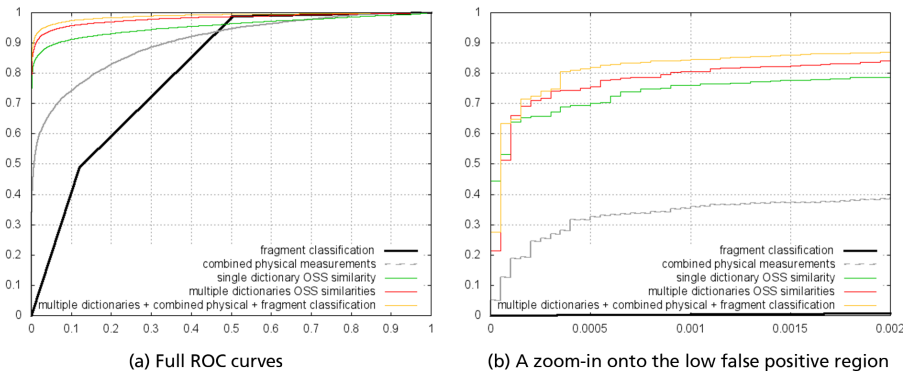 1
0.9
0.8
0.7
0.6
0.5
0.4
0.3
0.2
0.1
0
fragment classification
combined physical measurements
single dictionary OSS similarity
multiple dictionaries OSS similarities
multiple dictionaries + combined physical + fragment classification
0 0.1 0.2 0.3 0.4 0.5 0.6 0.7 0.8 0.9 1
(a) Full ROC curves
1
0.9
0.8
0.7
0.6
0.5
0.4
0.3
0.2
0.1
0
fragment classification
combined physical measurements
single dictionary OSS similarity
multiple dictionaries OSS similarities
multiple dictionaries + combined physical + fragment classification
0 0.0005 0.001 0.0015 0.002
(b) A zoom-in onto the low false positive region